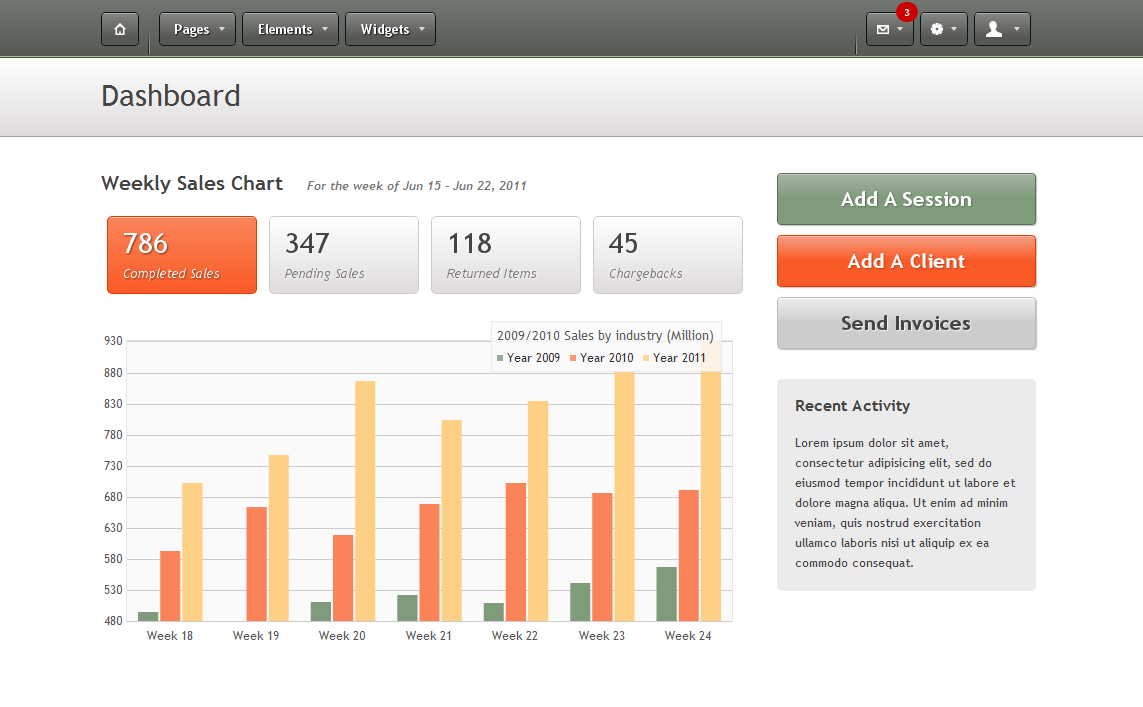 Pages Elements Widgets 3
Dashboard
Weekly Sales Chart For the week of Jun 15 - Jun 22, 2011
786
Completed Sales
347
Pending Sales
118
Returned Items
45
Chargebacks
2009/2010 Sales by industry (Million)
Year 2009 Year 2010 Year 2011
930
880
830
780
730
680
630
580
530
480
Week 18 Week 19 Week 20 Week 21 Week 22 Week 23 Week 24
Add A Session
Add A Client
Send Invoices
Recent Activity
Lorem ipsum dolor sit amet,
consectetur adipisicing elit, sed do
eiusmod tempor incididunt ut labore et
dolore magna aliqua. Ut enim ad minim
veniam, quis nostrud exercitation
ullamco laboris nisi ut aliquip ex ea
commodo consequat.